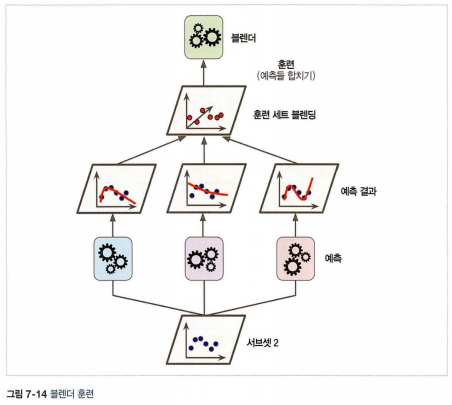 블렌더
훈련
(예측들 합치기)
훈련 세트 블렌딩
예측 결과
예측
서브셋 2
그림 7-14 블렌더 훈련